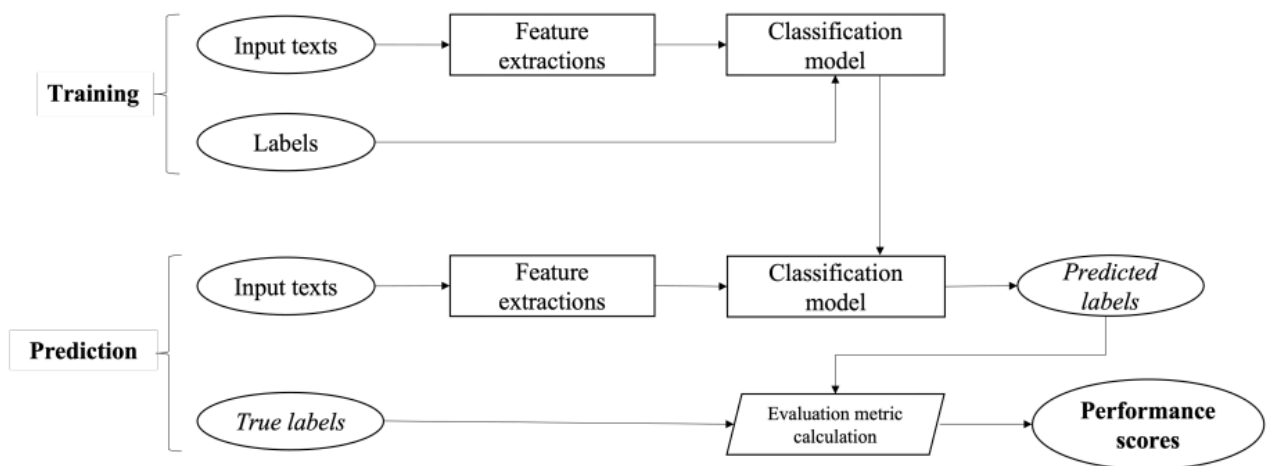 Training
Input texts
Feature
extractions
Classification
model
Labels
Prediction
Input texts
Feature
extractions
Classification
model
Predicted
labels
True labels
Evaluation metric
calculation
Performance
scores